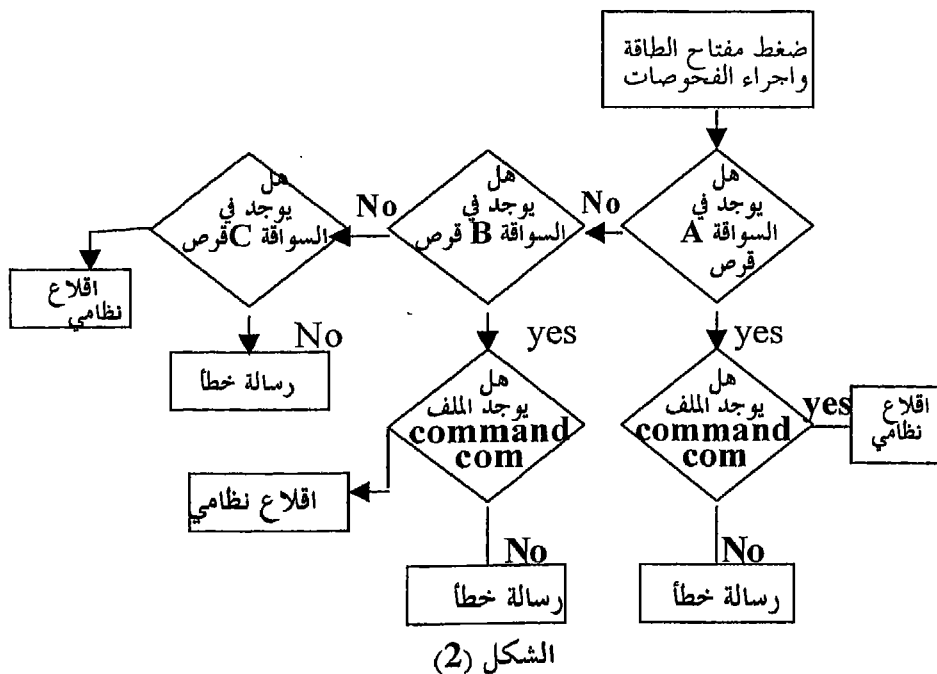 ضغط مفتاح الطاقة
واجراء الفحوصات
هل
يوجد في
السواقة A
قرص
No
هل
يوجد في
السواقة B قرص
No
هل
يوجد في
السواقة C قرص
اقلاع
نظامي
No
رسالة خطأ
yes
هل
يوجد الملف
command
com
yes
اقلاع
نظامي
No
رسالة خطأ
yes
هل
يوجد الملف
command
com
اقلاع نظامي
No
رسالة خطأ
الشكل (2)